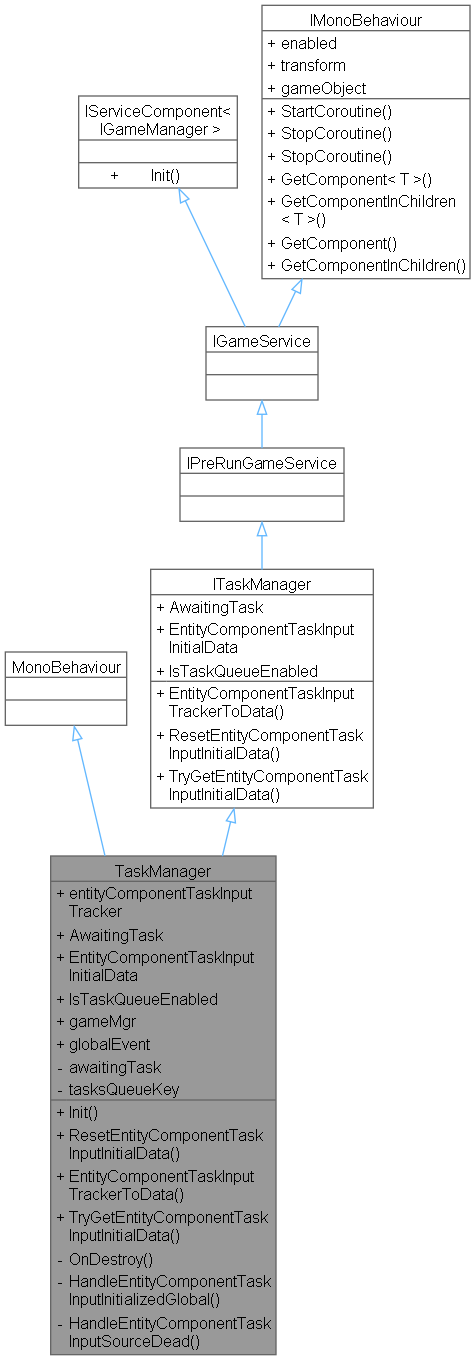 IMonoBehaviour
+ enabled
+ transform
+ gameObject
+ StartCoroutine()
+ StopCoroutine()
+ StopCoroutine()
+ GetComponent< T >()
+ GetComponentInChildren
< T >()
+ GetComponent()
+ GetComponentInChildren()
IServiceComponent<
IGameManager >
+ Init()
IGameService
IPreRunGameService
ITaskManager
+ AwaitingTask
+ EntityComponentTaskInput
InitialData
+ IsTaskQueueEnabled
+ EntityComponentTaskInput
TrackerToData()
+ ResetEntityComponentTask
InputInitialData()
+ TryGetEntityComponentTask
InputInitialData()
MonoBehaviour
TaskManager
+ entityComponentTaskInput
Tracker
+ AwaitingTask
+ EntityComponentTaskInput
InitialData
+ IsTaskQueueEnabled
+ gameMgr
+ globalEvent
- awaitingTask
- tasksQueueKey
+ Init()
+ ResetEntityComponentTask
InputInitialData()
+ EntityComponentTaskInput
TrackerToData()
+ TryGetEntityComponentTask
InputInitialData()
- OnDestroy()
- HandleEntityComponentTask
InputInitializedGlobal()
- HandleEntityComponentTask
InputSourceDead()